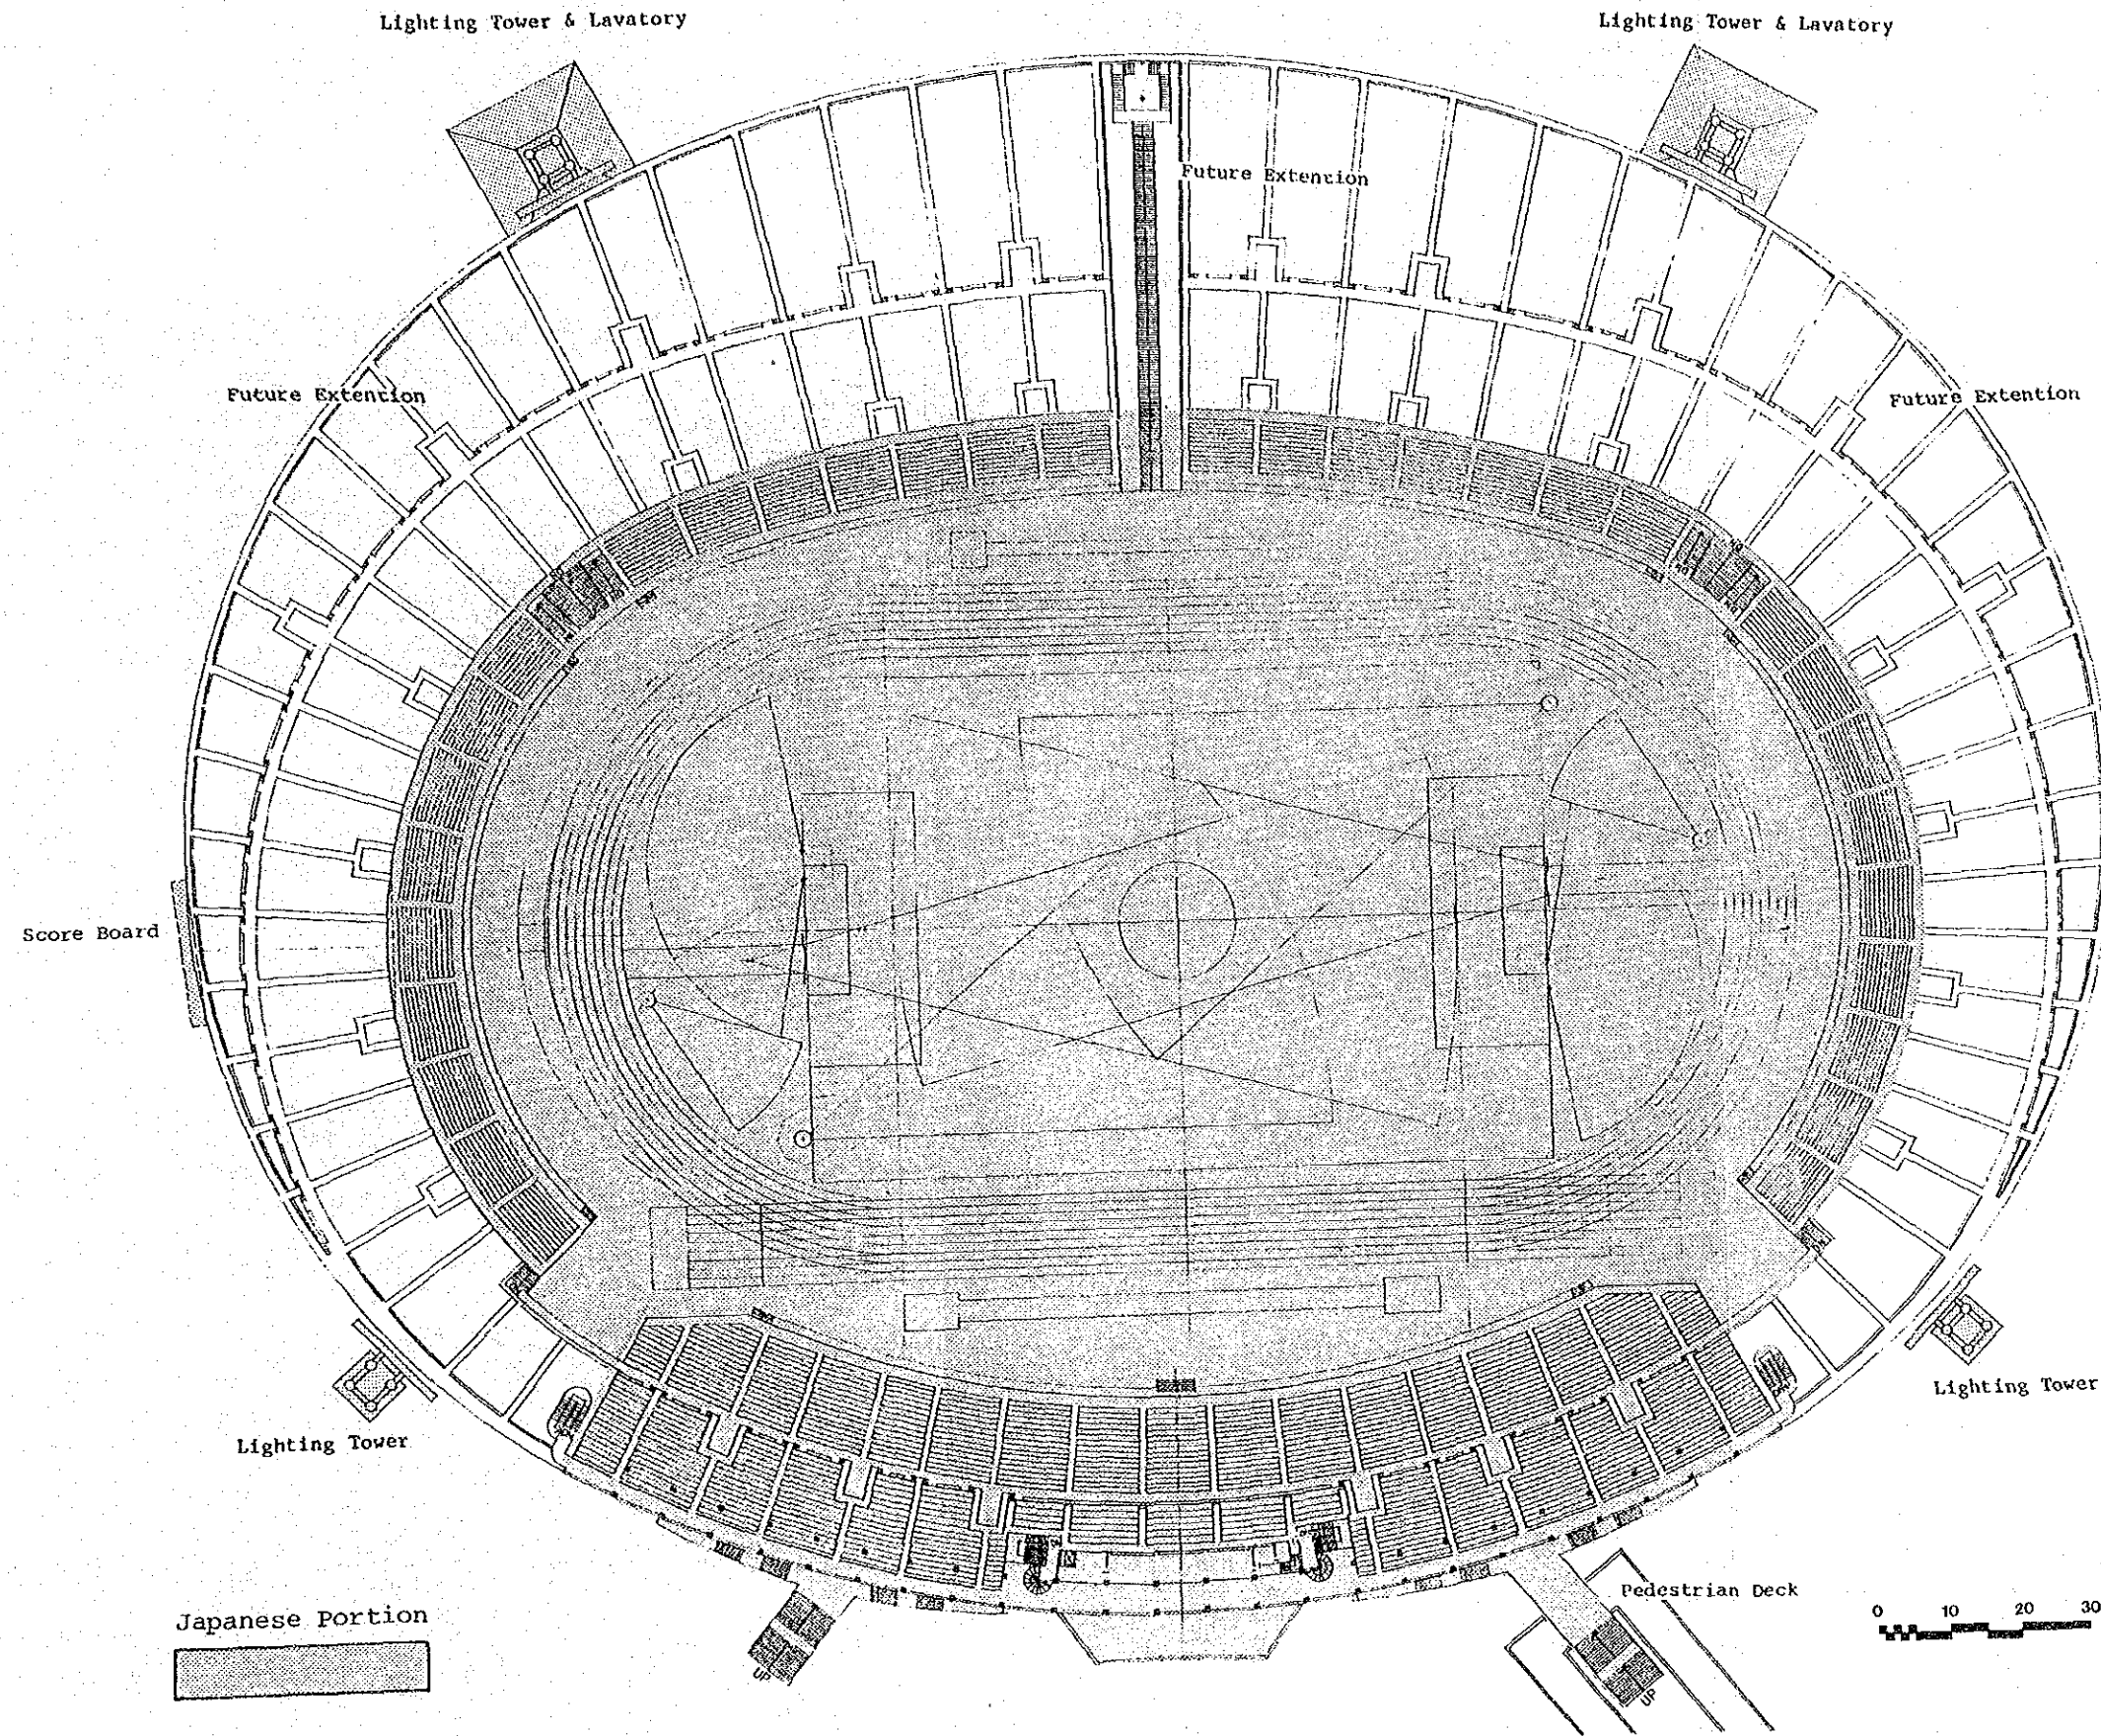 Lighting Tower & Lavatory
Lighting Tower & Lavatory
Future Extention
Future Extention
Future Extention
Score Board
Lighting Tower
Lighting Tower
Pedestrian Deck
Japanese Portion
0 10 20 30
UP
UP